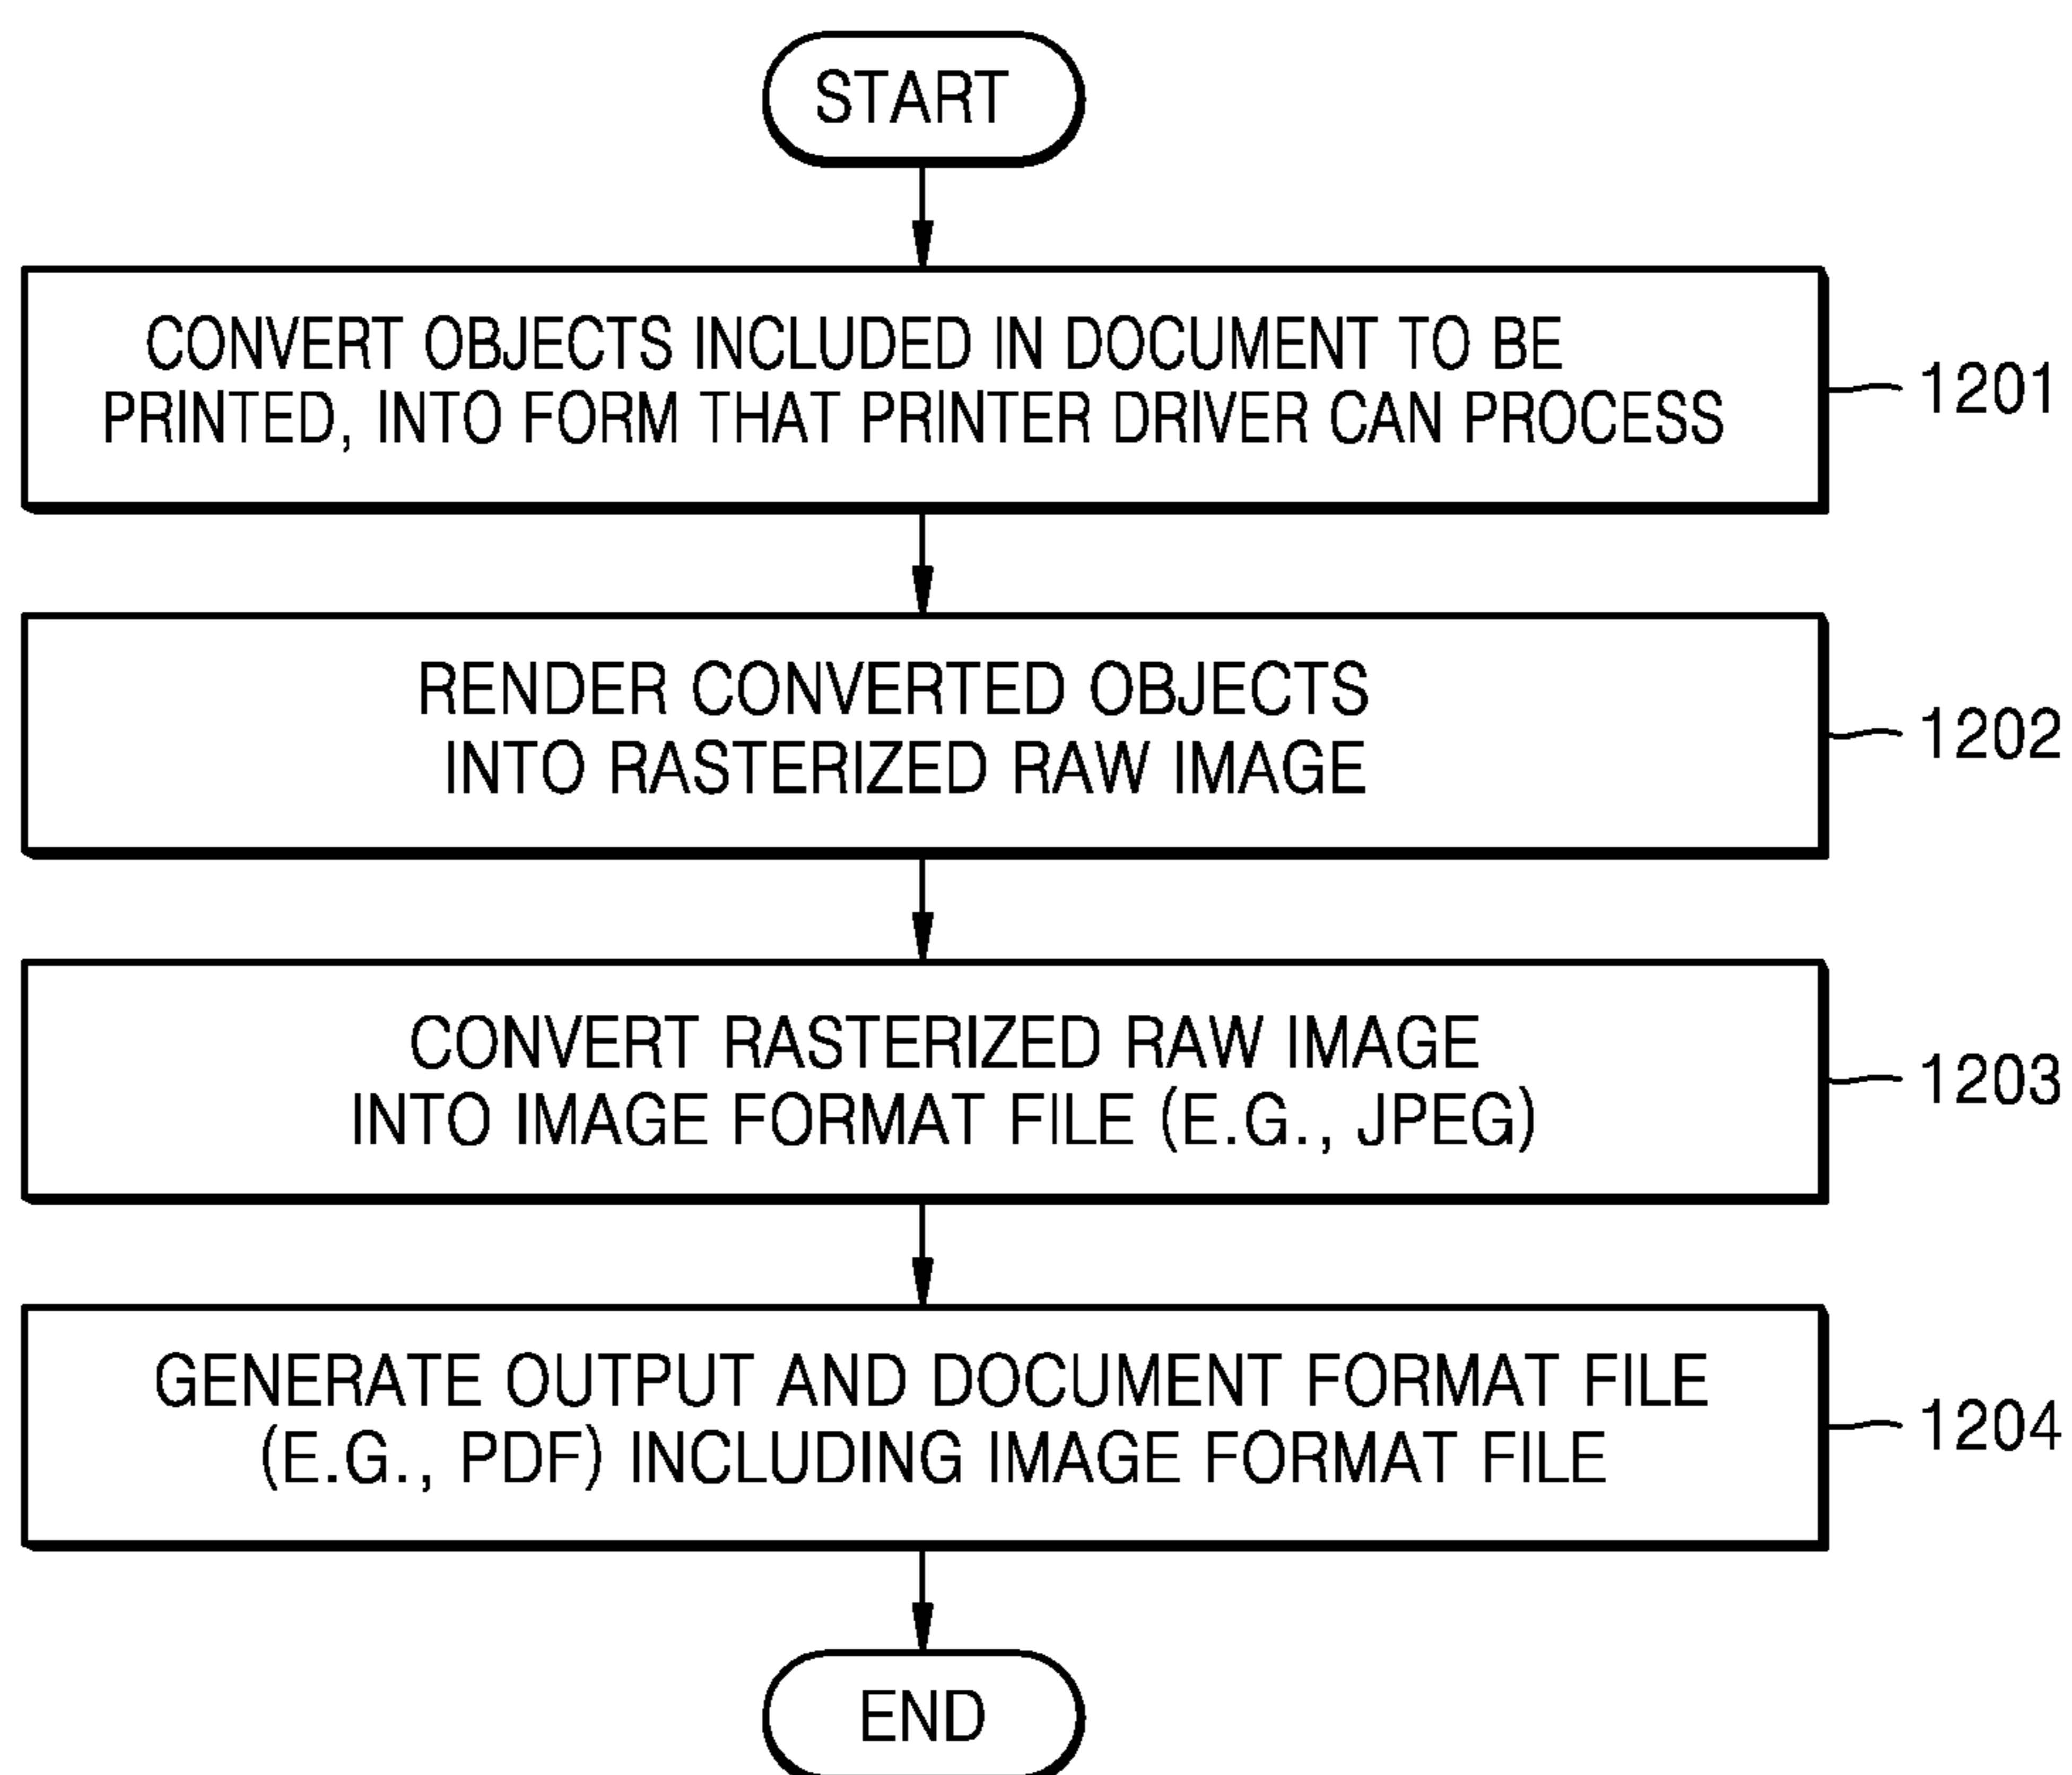 START
CONVERT OBJECTS INCLUDED IN DOCUMENT TO BE
PRINTED, INTO FORM THAT PRINTER DRIVER CAN PROCESS
1201
RENDER CONVERTED OBJECTS
INTO RASTERIZED RAW IMAGE
1202
CONVERT RASTERIZED RAW IMAGE
INTO IMAGE FORMAT FILE (E.G., JPEG)
1203
GENERATE OUTPUT AND DOCUMENT FORMAT FILE
(E.G., PDF) INCLUDING IMAGE FORMAT FILE
1204
END